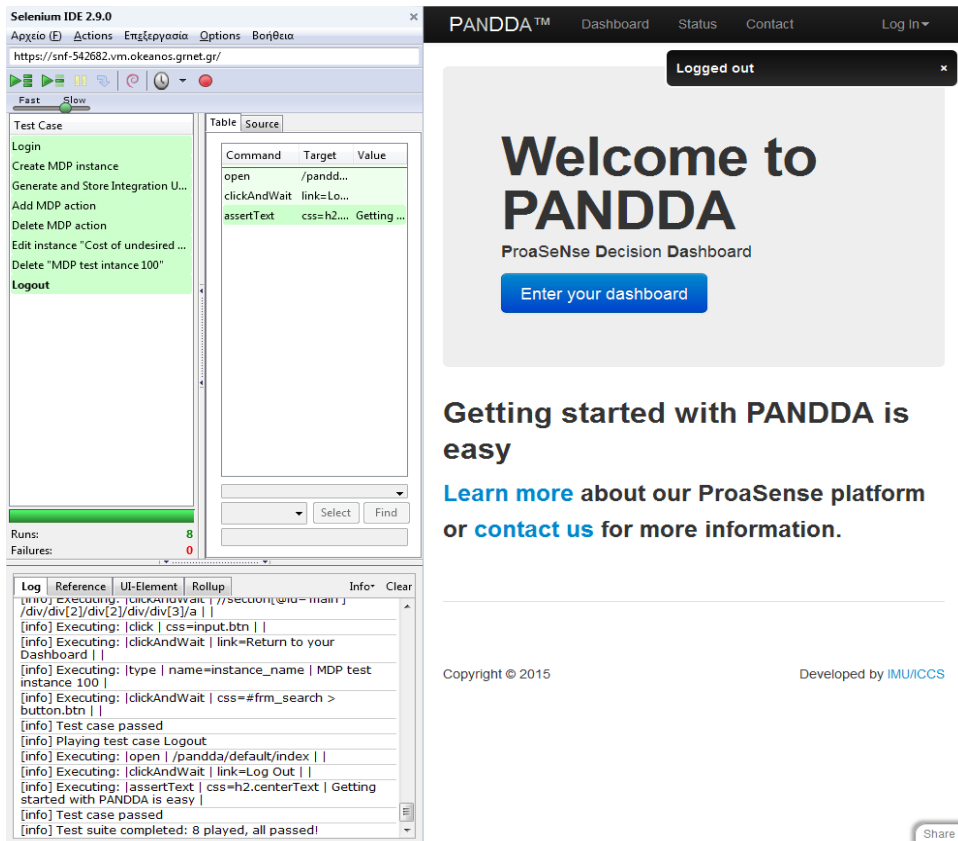 Selenium IDE 2.9.0
Αρχείο (F) Actions Επεξεργασία Options Βοήθεια
https://snf-542682.vm.okeanos.grnet.gr/
Fast Slow
Test Case
Login
Create MDP instance
Generate and Store Integration U...
Add MDP action
Delete MDP action
Edit instance "Cost of undesired ...
Delete "MDP test intance 100"
Logout
Runs: 8
Failures: 0
Table Source
Command Target Value
open /pandd...
clickAndWait link=Lo...
assertText css=h2.... Getting ...
Select Find
Log Reference UI-Element Rollup Info Clear
[info] Executing: |clickAndWait | //section[@id='main']
/div/div[2]/div[2]/div/div[3]/a | |
[info] Executing: |click | css=input.btn | |
[info] Executing: |clickAndWait | link=Return to your
Dashboard | |
[info] Executing: |type | name=instance_name | MDP test
instance 100 |
[info] Executing: |clickAndWait | css=#frm_search >
button.btn | |
[info] Test case passed
[info] Playing test case Logout
[info] Executing: |open | /pandda/default/index | |
[info] Executing: |clickAndWait | link=Log Out | |
[info] Executing: |assertText | css=h2.centerText | Getting
started with PANDDA is easy |
[info] Test case passed
[info] Test suite completed: 8 played, all passed!
PANDDA™ Dashboard Status Contact Log In
Logged out ×
Welcome to
PANDDA
ProaSeNse Decision Dashboard
Enter your dashboard
Getting started with PANDDA is
easy
Learn more about our ProaSense platform
or contact us for more information.
Copyright © 2015 Developed by IMU/ICCS
Share